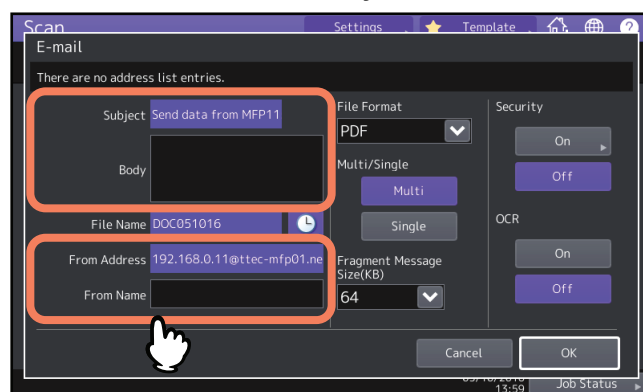 Scan
Settings
Template
?
E-mail
There are no address list entries.
Subject Send data from MFP11
Body
File Name DOC051016
From Address 192.168.0.11@ttec-mfp01.ne
From Name
File Format
PDF
Multi/Single
Multi
Single
Fragment Message
Size(KB)
64
Security
On
Off
OCR
On
Off
Cancel
OK
13:59
Job Status